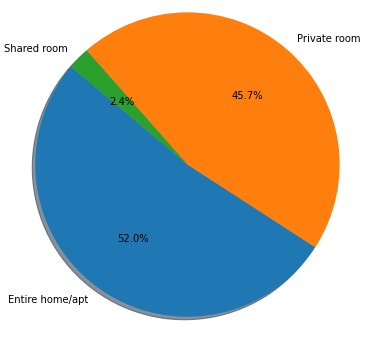 Shared room
Private room
45.7%
2.4%
52.0%
Entire home/apt